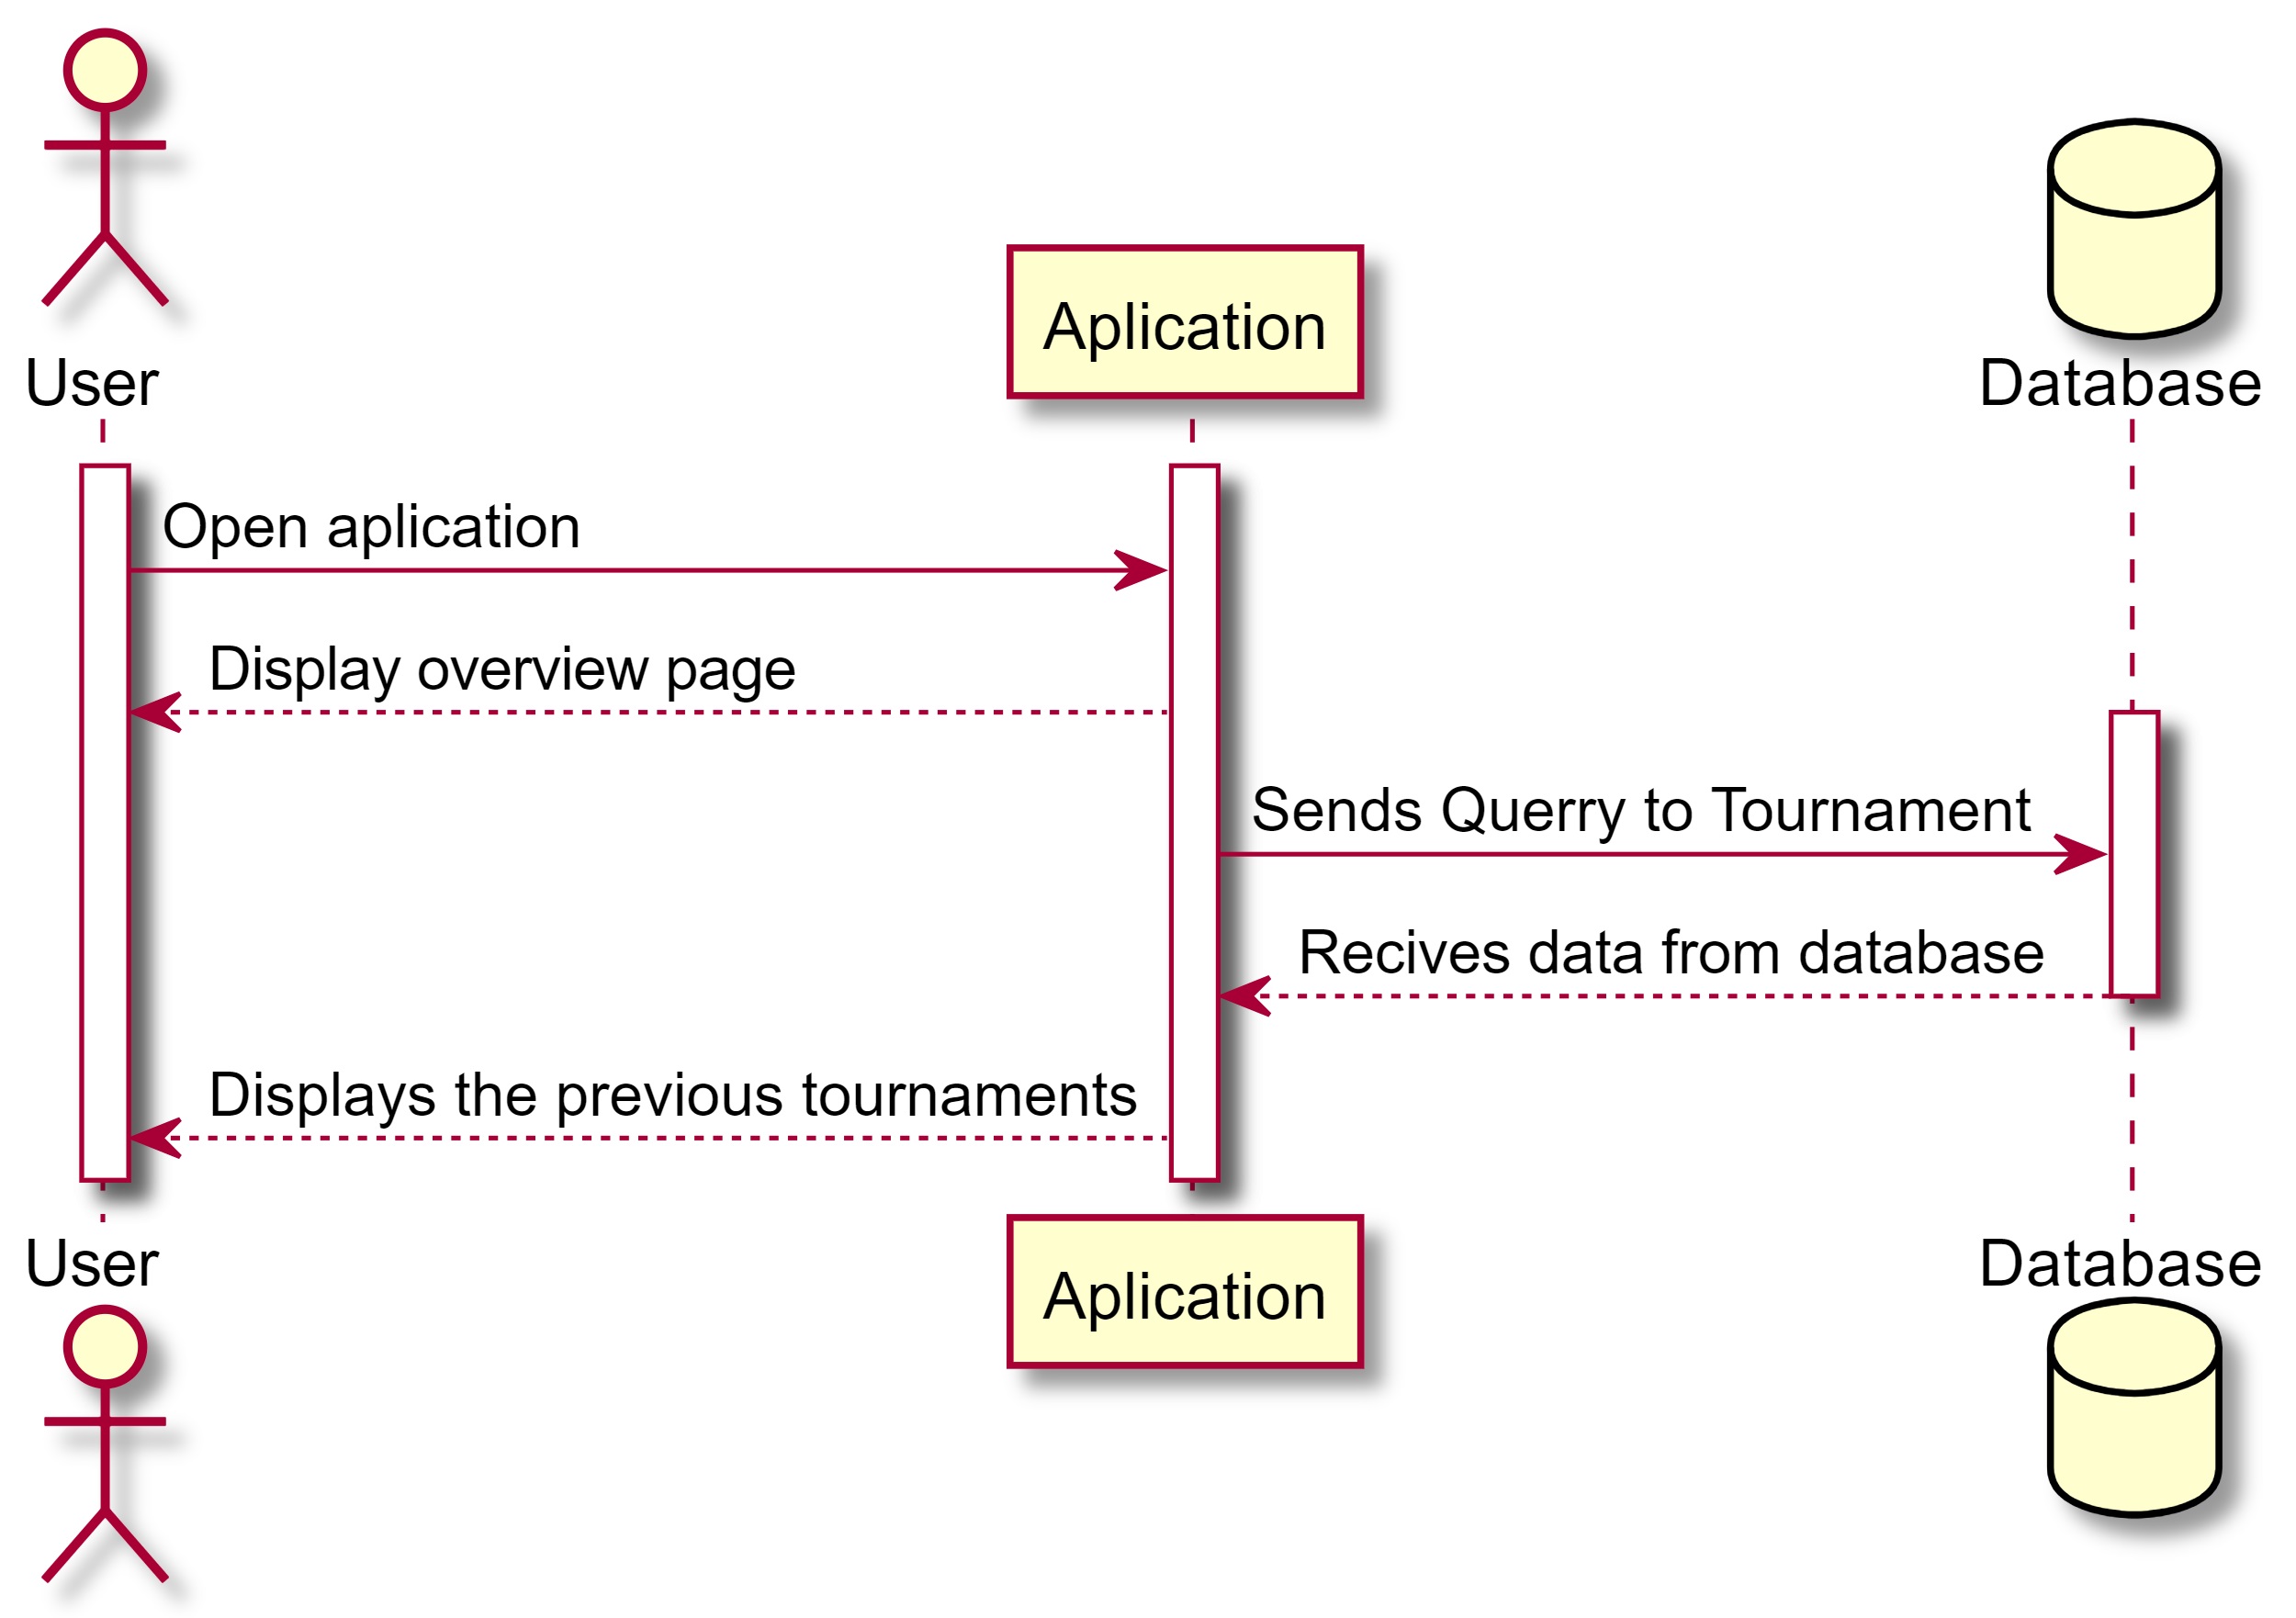 User
Aplication
Database
Open aplication
Display overview page
Sends Querry to Tournament
Recives data from database
Displays the previous tournaments
User
Aplication
Database